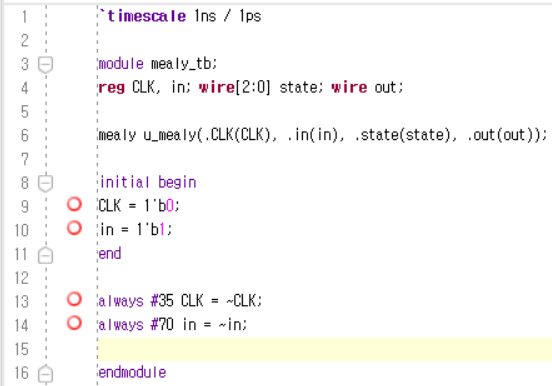 1 `timescale 1ns / 1ps
2
3 module mealy_tb;
4 reg CLK, in; wire[2:0] state; wire out;
5
6 mealy u_mealy(.CLK(CLK), .in(in), .state(state), .out(out));
7
8 initial begin
9 CLK = 1'b0;
10 in = 1'b1;
11 end
12
13 always #35 CLK = ~CLK;
14 always #70 in = ~in;
15
16 endmodule